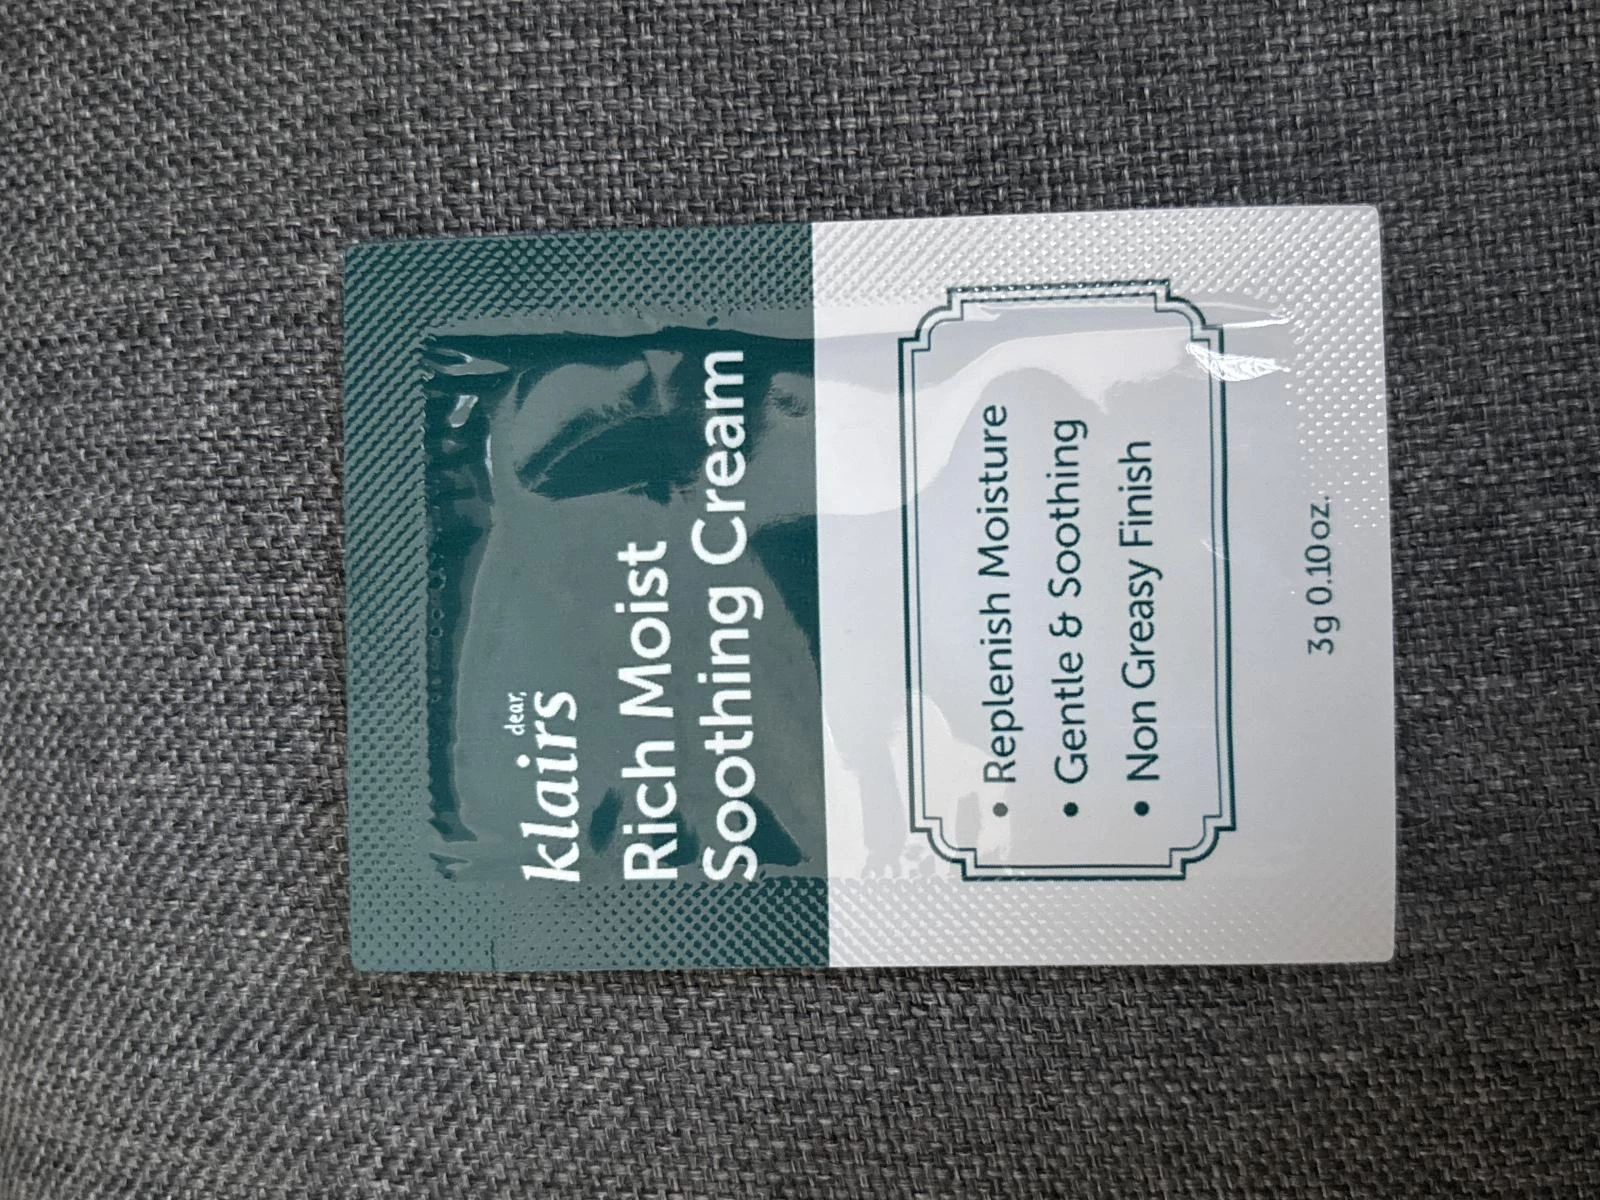 dear,
klairs
Rich Moist
Soothing Cream
• Replenish Moisture
• Gentle & Soothing
• Non Greasy Finish
3g 0.10oz.